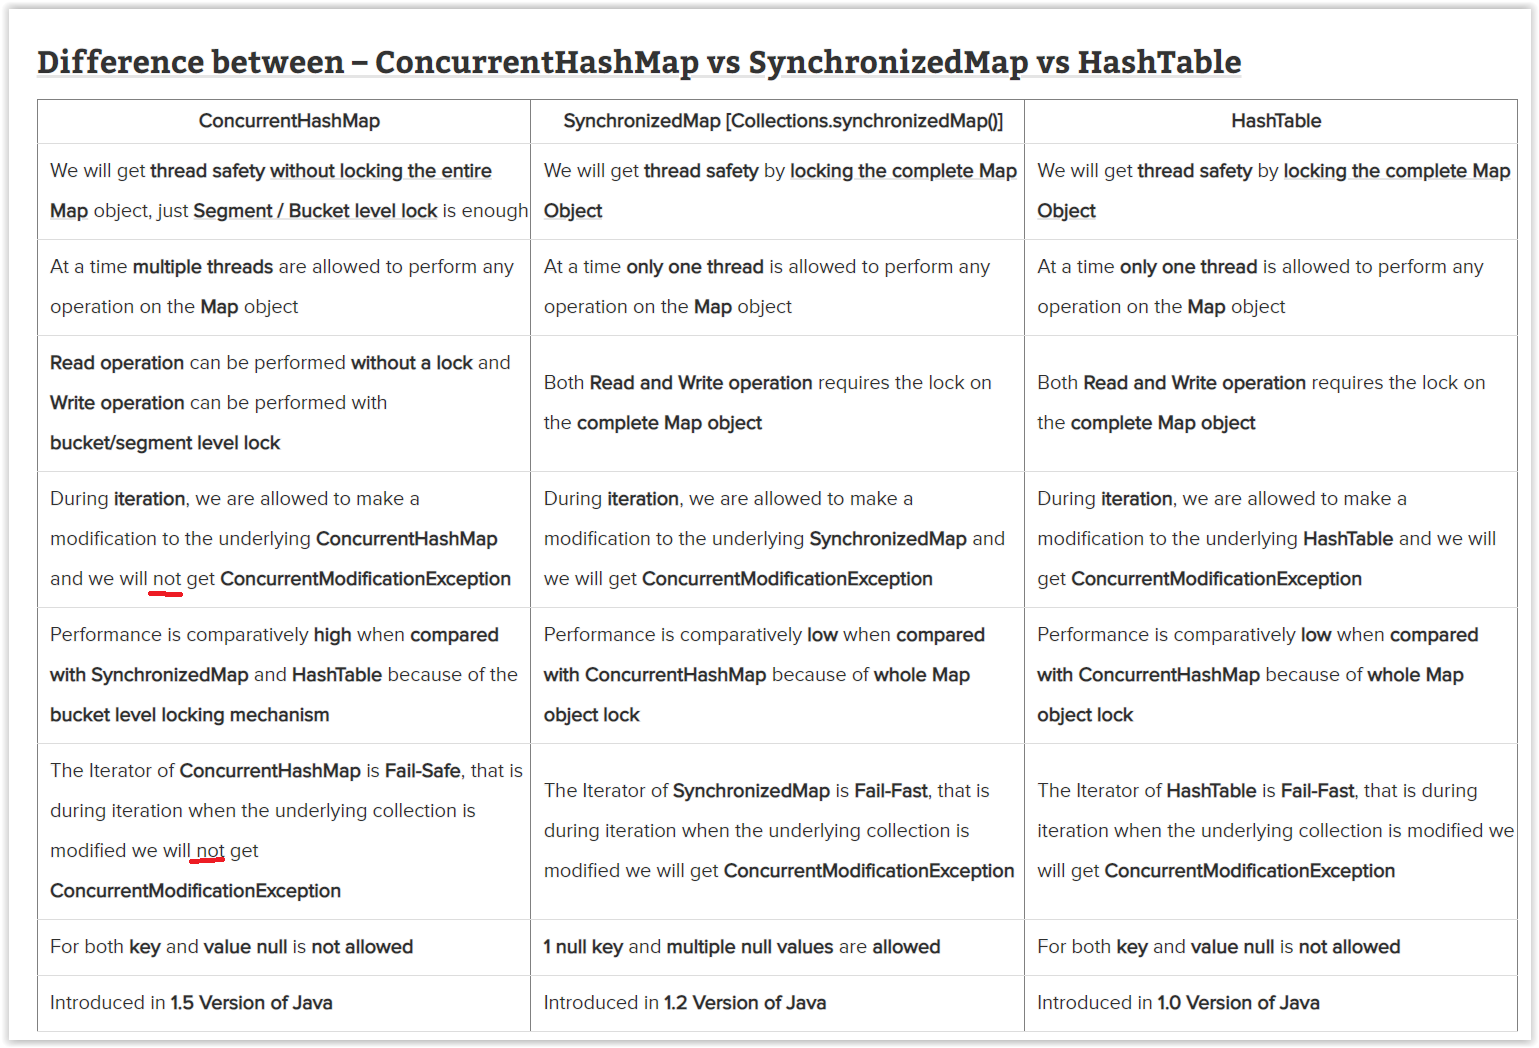 Difference between – ConcurrentHashMap vs SynchronizedMap vs HashTable
ConcurrentHashMap
SynchronizedMap [Collections.synchronizedMap()]
HashTable
We will get thread safety without locking the entire
Map object, just Segment / Bucket level lock is enough
We will get thread safety by locking the complete Map
Object
We will get thread safety by locking the complete Map
Object
At a time multiple threads are allowed to perform any
operation on the Map object
At a time only one thread is allowed to perform any
operation on the Map object
At a time only one thread is allowed to perform any
operation on the Map object
Read operation can be performed without a lock and
Write operation can be performed with
bucket/segment level lock
Both Read and Write operation requires the lock on
the complete Map object
Both Read and Write operation requires the lock on
the complete Map object
During iteration, we are allowed to make a
modification to the underlying ConcurrentHashMap
and we will not get ConcurrentModificationException
During iteration, we are allowed to make a
modification to the underlying SynchronizedMap and
we will get ConcurrentModificationException
During iteration, we are allowed to make a
modification to the underlying HashTable and we will
get ConcurrentModificationException
Performance is comparatively high when compared
with SynchronizedMap and HashTable because of the
bucket level locking mechanism
Performance is comparatively low when compared
with ConcurrentHashMap because of whole Map
object lock
Performance is comparatively low when compared
with ConcurrentHashMap because of whole Map
object lock
The Iterator of ConcurrentHashMap is Fail-Safe, that is
during iteration when the underlying collection is
modified we will not get
ConcurrentModificationException
The Iterator of SynchronizedMap is Fail-Fast, that is
during iteration when the underlying collection is
modified we will get ConcurrentModificationException
The Iterator of HashTable is Fail-Fast, that is during
iteration when the underlying collection is modified we
will get ConcurrentModificationException
For both key and value null is not allowed
1 null key and multiple null values are allowed
For both key and value null is not allowed
Introduced in 1.5 Version of Java
Introduced in 1.2 Version of Java
Introduced in 1.0 Version of Java